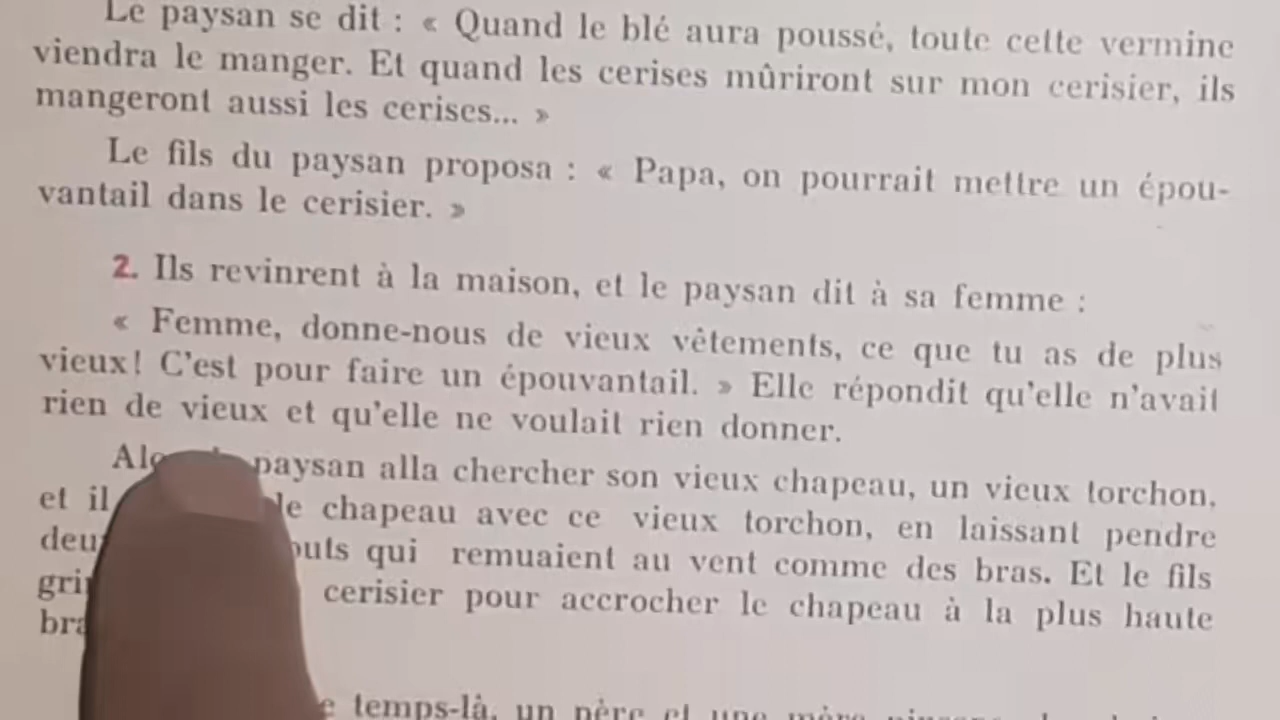 Le paysan se dit : « Quand le blé aura poussé, toute cette vermine
viendra le manger. Et quand les cerises mûriront sur mon cerisier, ils
mangeront aussi les cerises... »
Le fils du paysan proposa : « Papa, on pourrait mettre un épou-
vantail dans le cerisier. »
2. Ils revinrent à la maison, et le paysan dit à sa femme :
« Femme, donne-nous de vieux vêtements, ce que tu as de plus
vieux! C'est pour faire un épouvantail. » Elle répondit qu'elle n'avait
rien de vieux et qu'elle ne voulait rien donner.
paysan alla chercher son vieux chapeau, un vieux torchon,
et il le chapeau avec ce vieux torchon, en laissant pendre
qui remuaient au vent comme des bras. Et le fils
cerisier pour accrocher le chapeau à la plus haute
temps-là, un père et une